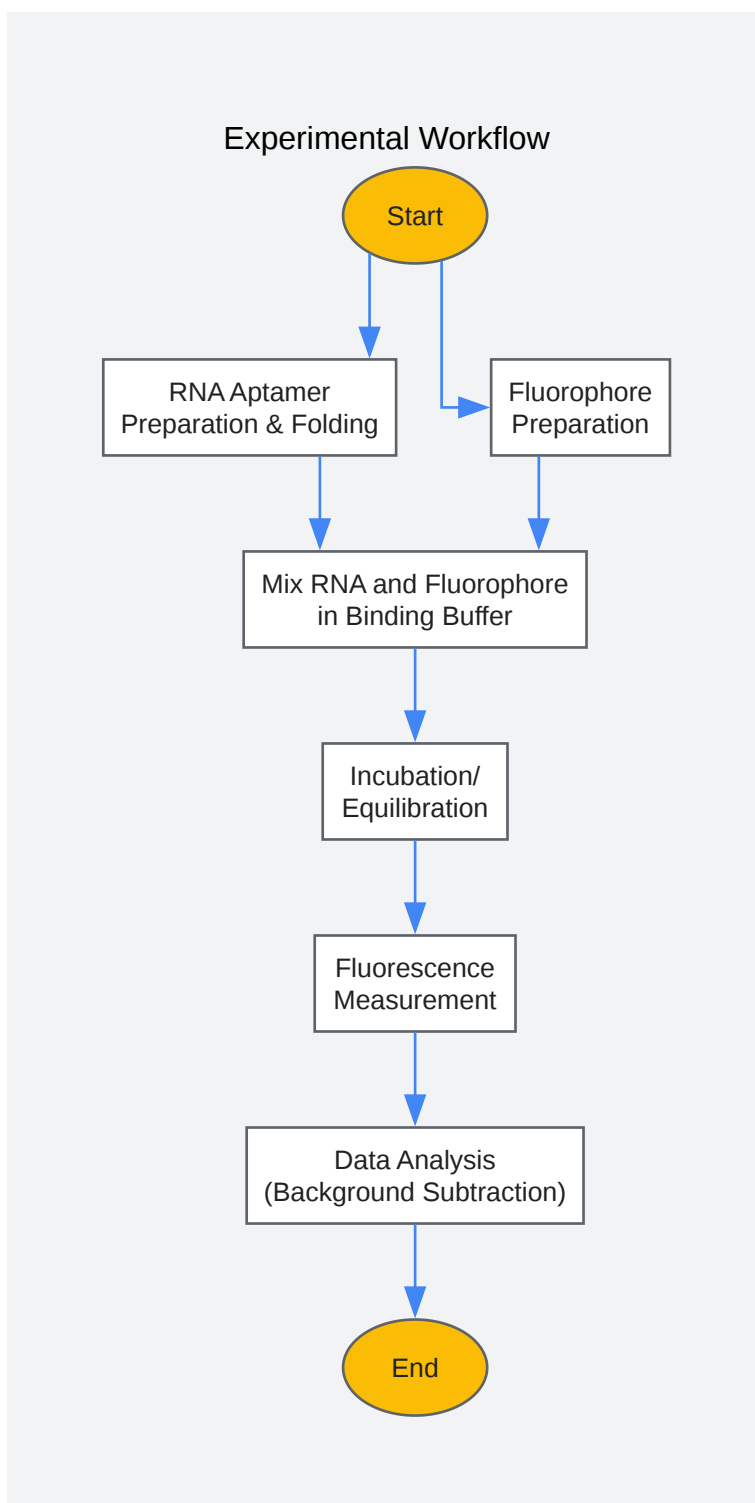 Experimental Workflow
Start
RNA Aptamer
Preparation & Folding
Fluorophore
Preparation
Mix RNA and Fluorophore
in Binding Buffer
Incubation/
Equilibration
Fluorescence
Measurement
Data Analysis
(Background Subtraction)
End